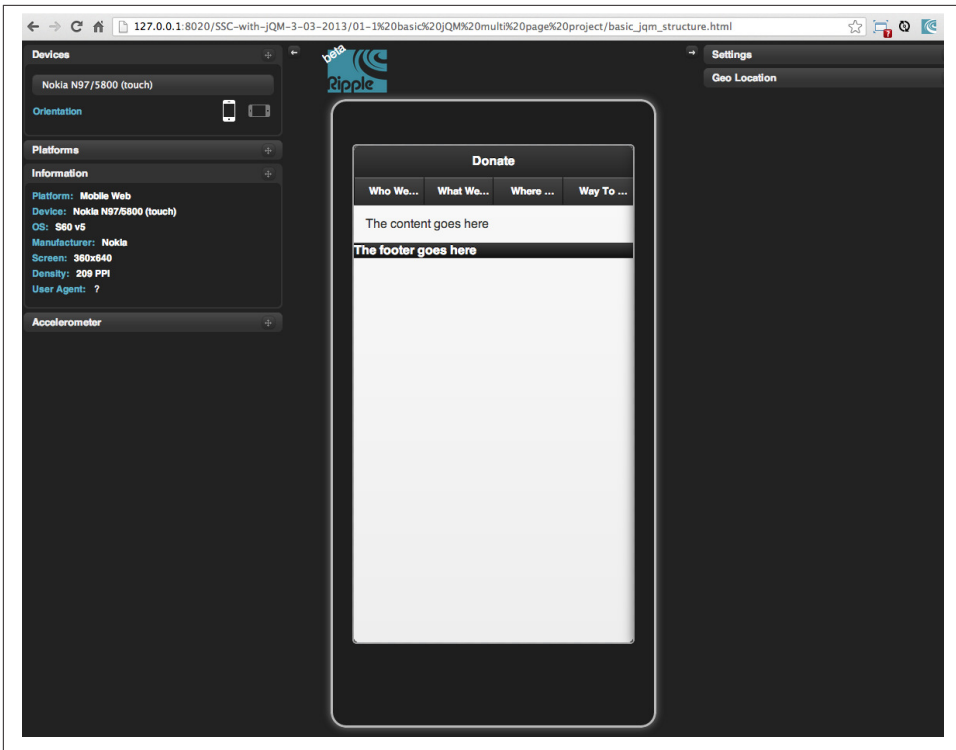 127.0.0.1:8020/SSC-with-jQM-3-03-2013/01-1%20basic%20jQM%20multi%20page%20project/basic_jqm_structure.html
Devices
Nokia N97/5800 (touch)
Orientation
Platforms
Information
Platform: Mobile Web
Device: Nokia N97/5800 (touch)
OS: S60 v5
Manufacturer: Nokia
Screen: 360x640
Density: 209 PPI
User Agent: ?
Accelerometer
beta
Ripple
Donate
Who We...
What We...
Where ...
Way To ...
The content goes here
The footer goes here
Settings
Geo Location
?